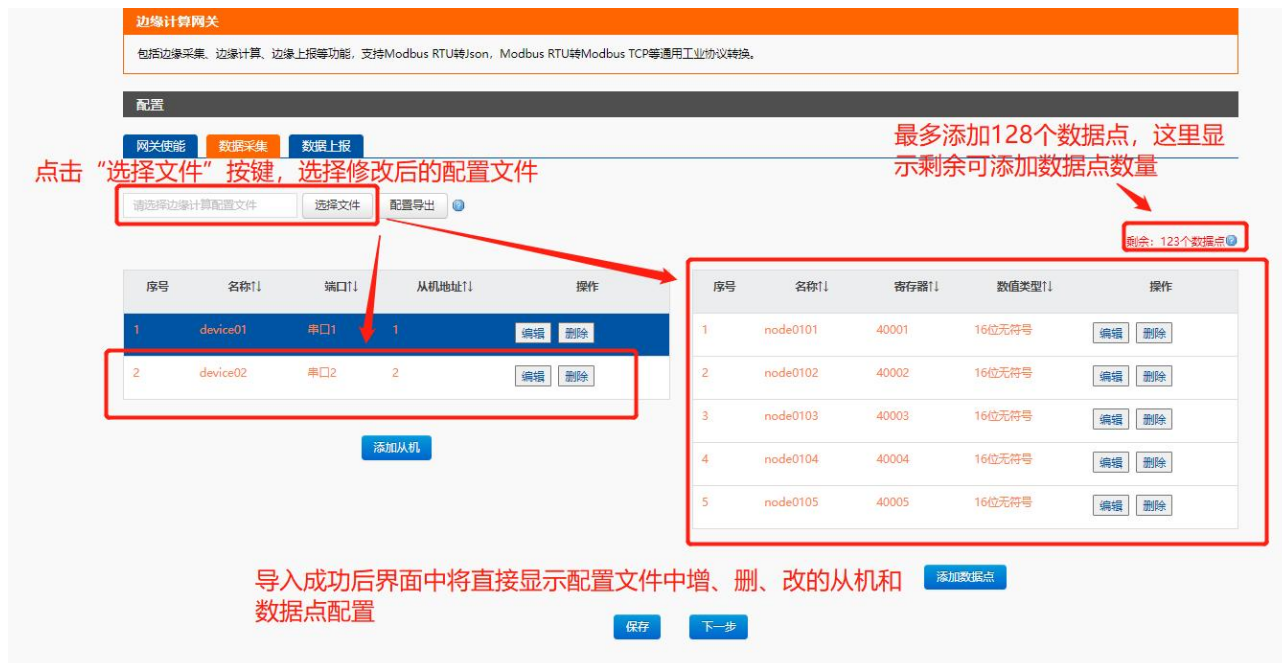 边缘计算网关
包括边缘采集、边缘计算、边缘上报等功能，支持Modbus RTU转Json，Modbus RTU转Modbus TCP等通用工业协议转换。
配置
网关使能 数据采集 数据上报
最多添加128个数据点，这里显
示剩余可添加数据点数量
点击“选择文件”按键，选择修改后的配置文件
请选择边缘计算配置文件 选择文件 配置导出
剩余：123个数据点
序号 名称↑↓ 端口↑↓ 从机地址↑↓ 操作
1 device01 串口1 1 编辑 删除
2 device02 串口2 2 编辑 删除
添加从机
序号 名称↑↓ 寄存器↑↓ 数值类型↑↓ 操作
1 node0101 40001 16位无符号 编辑 删除
2 node0102 40002 16位无符号 编辑 删除
3 node0103 40003 16位无符号 编辑 删除
4 node0104 40004 16位无符号 编辑 删除
5 node0105 40005 16位无符号 编辑 删除
添加数据点
导入成功后界面中将直接显示配置文件中增、删、改的从机和
数据点配置
保存 下一步